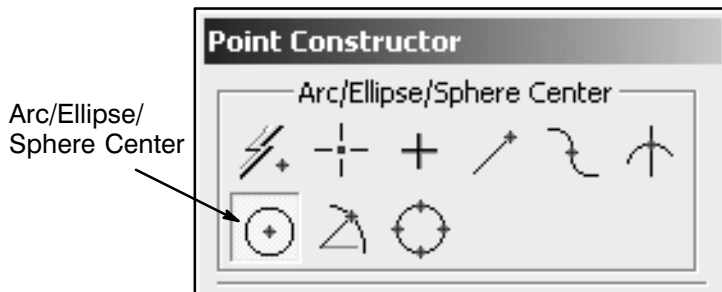 Point Constructor
Arc/Ellipse/Sphere Center
Arc/Ellipse/
Sphere Center